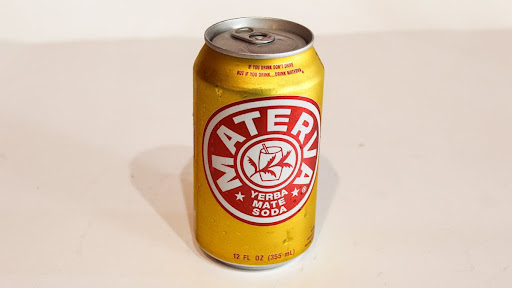 IF YOU DRINK DON'T DRIVE
BUT IF YOU DRINK...DRINK MATERVA
MATERVA
®
YERBA
MATE
SODA
12 FL OZ (355 mL)